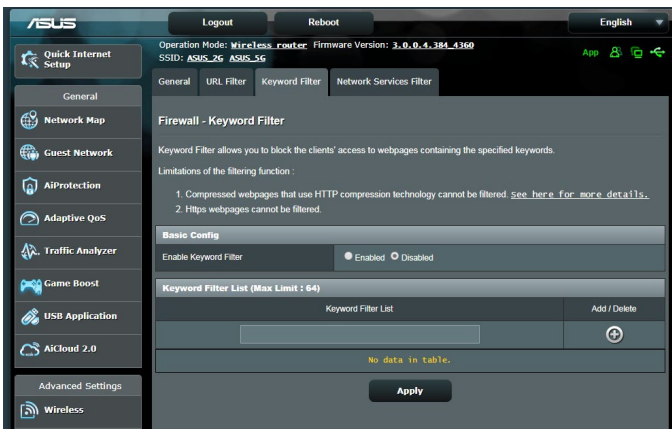 ASUS
Logout
Reboot
English
Quick Internet
Setup
Operation Mode: Wireless router Firmware Version: 3.0.0.4.384_4360
SSID: ASUS_2G ASUS_5G
App
General
URL Filter
Keyword Filter
Network Services Filter
General
Network Map
Guest Network
AiProtection
Adaptive QoS
Traffic Analyzer
Game Boost
USB Application
AiCloud 2.0
Advanced Settings
Wireless
Firewall - Keyword Filter
Keyword Filter allows you to block the clients' access to webpages containing the specified keywords.
Limitations of the filtering function :
1. Compressed webpages that use HTTP compression technology cannot be filtered. See here for more details.
2. Https webpages cannot be filtered.
Basic Config
Enable Keyword Filter
Enabled Disabled
Keyword Filter List (Max Limit : 64)
Keyword Filter List
Add / Delete
No data in table.
Apply